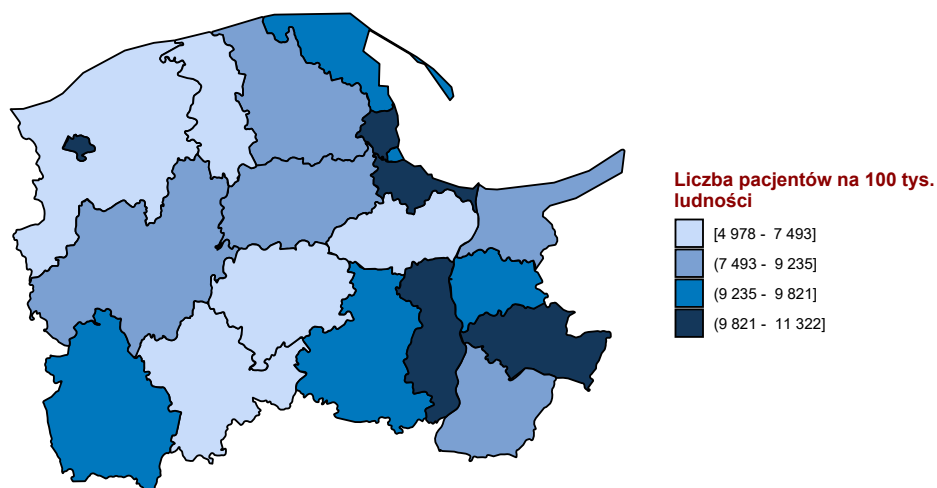 Liczba pacjentów na 100 tys.
ludności
[4 978 - 7 493]
(7 493 - 9 235]
(9 235 - 9 821]
(9 821 - 11 322]